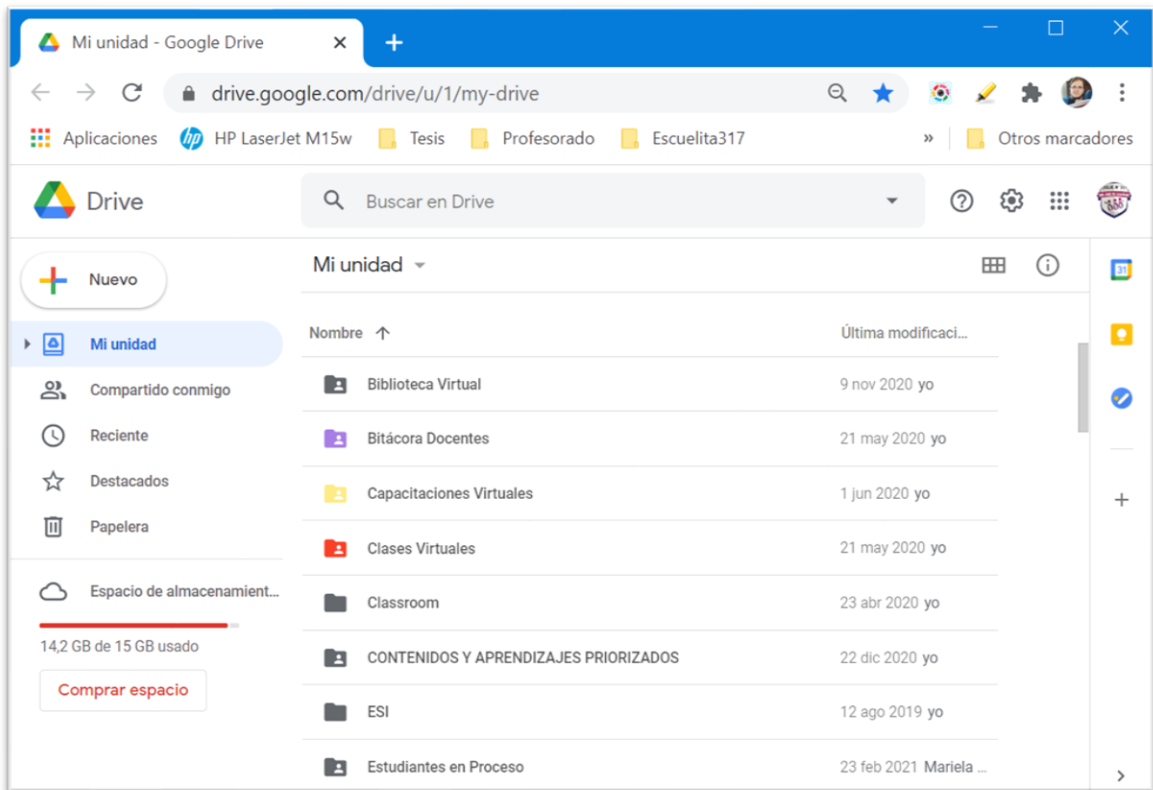 Mi unidad - Google Drive
drive.google.com/drive/u/1/my-drive
Aplicaciones HP LaserJet M15w Tesis Profesorado Escuelita317 » Otros marcadores
Drive Buscar en Drive
Nuevo
Mi unidad
Compartido conmigo
Reciente
Destacados
Papelera
Espacio de almacenamient...
14,2 GB de 15 GB usado
Comprar espacio
Mi unidad
Nombre Última modificaci...
Biblioteca Virtual 9 nov 2020 yo
Bitácora Docentes 21 may 2020 yo
Capacitaciones Virtuales 1 jun 2020 yo
Clases Virtuales 21 may 2020 yo
Classroom 23 abr 2020 yo
CONTENIDOS Y APRENDIZAJES PRIORIZADOS 22 dic 2020 yo
ESI 12 ago 2019 yo
Estudiantes en Proceso 23 feb 2021 Mariela ...
31